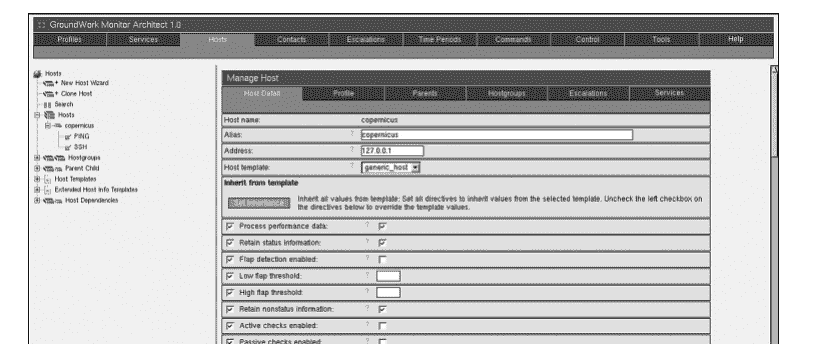 :: GroundWork Monitor Architect 1.0
Profiles Services Hosts Contacts Escalations Time Periods Commands Control Tools Help
Hosts
New Host Wizard
Clone Host
Search
Hosts
copernicus
PING
SSH
Hostgroups
Parent Child
Host Templates
Extended Host Info Templates
Host Dependencies
Manage Host
Host Detail Profile Parents Hostgroups Escalations Services
Host name: copernicus
Alias: ? copernicus
Address: ? 127.0.0.1
Host template: ? generic_host
Inherit from template
Set Inheritance Inherit all values from template: Set all directives to inherit values from the selected template. Uncheck the left checkbox on
the directives below to override the template values.
Process performance data: ?
Retain status information: ?
Flap detection enabled: ?
Low flap threshold: ?
High flap threshold: ?
Retain nonstatus information: ?
Active checks enabled: ?
Passive checks enabled: ?